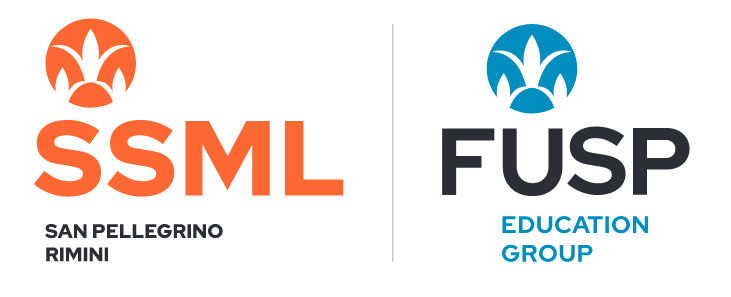 SSML
SAN PELLEGRINO
RIMINI
FUSP
EDUCATION
GROUP